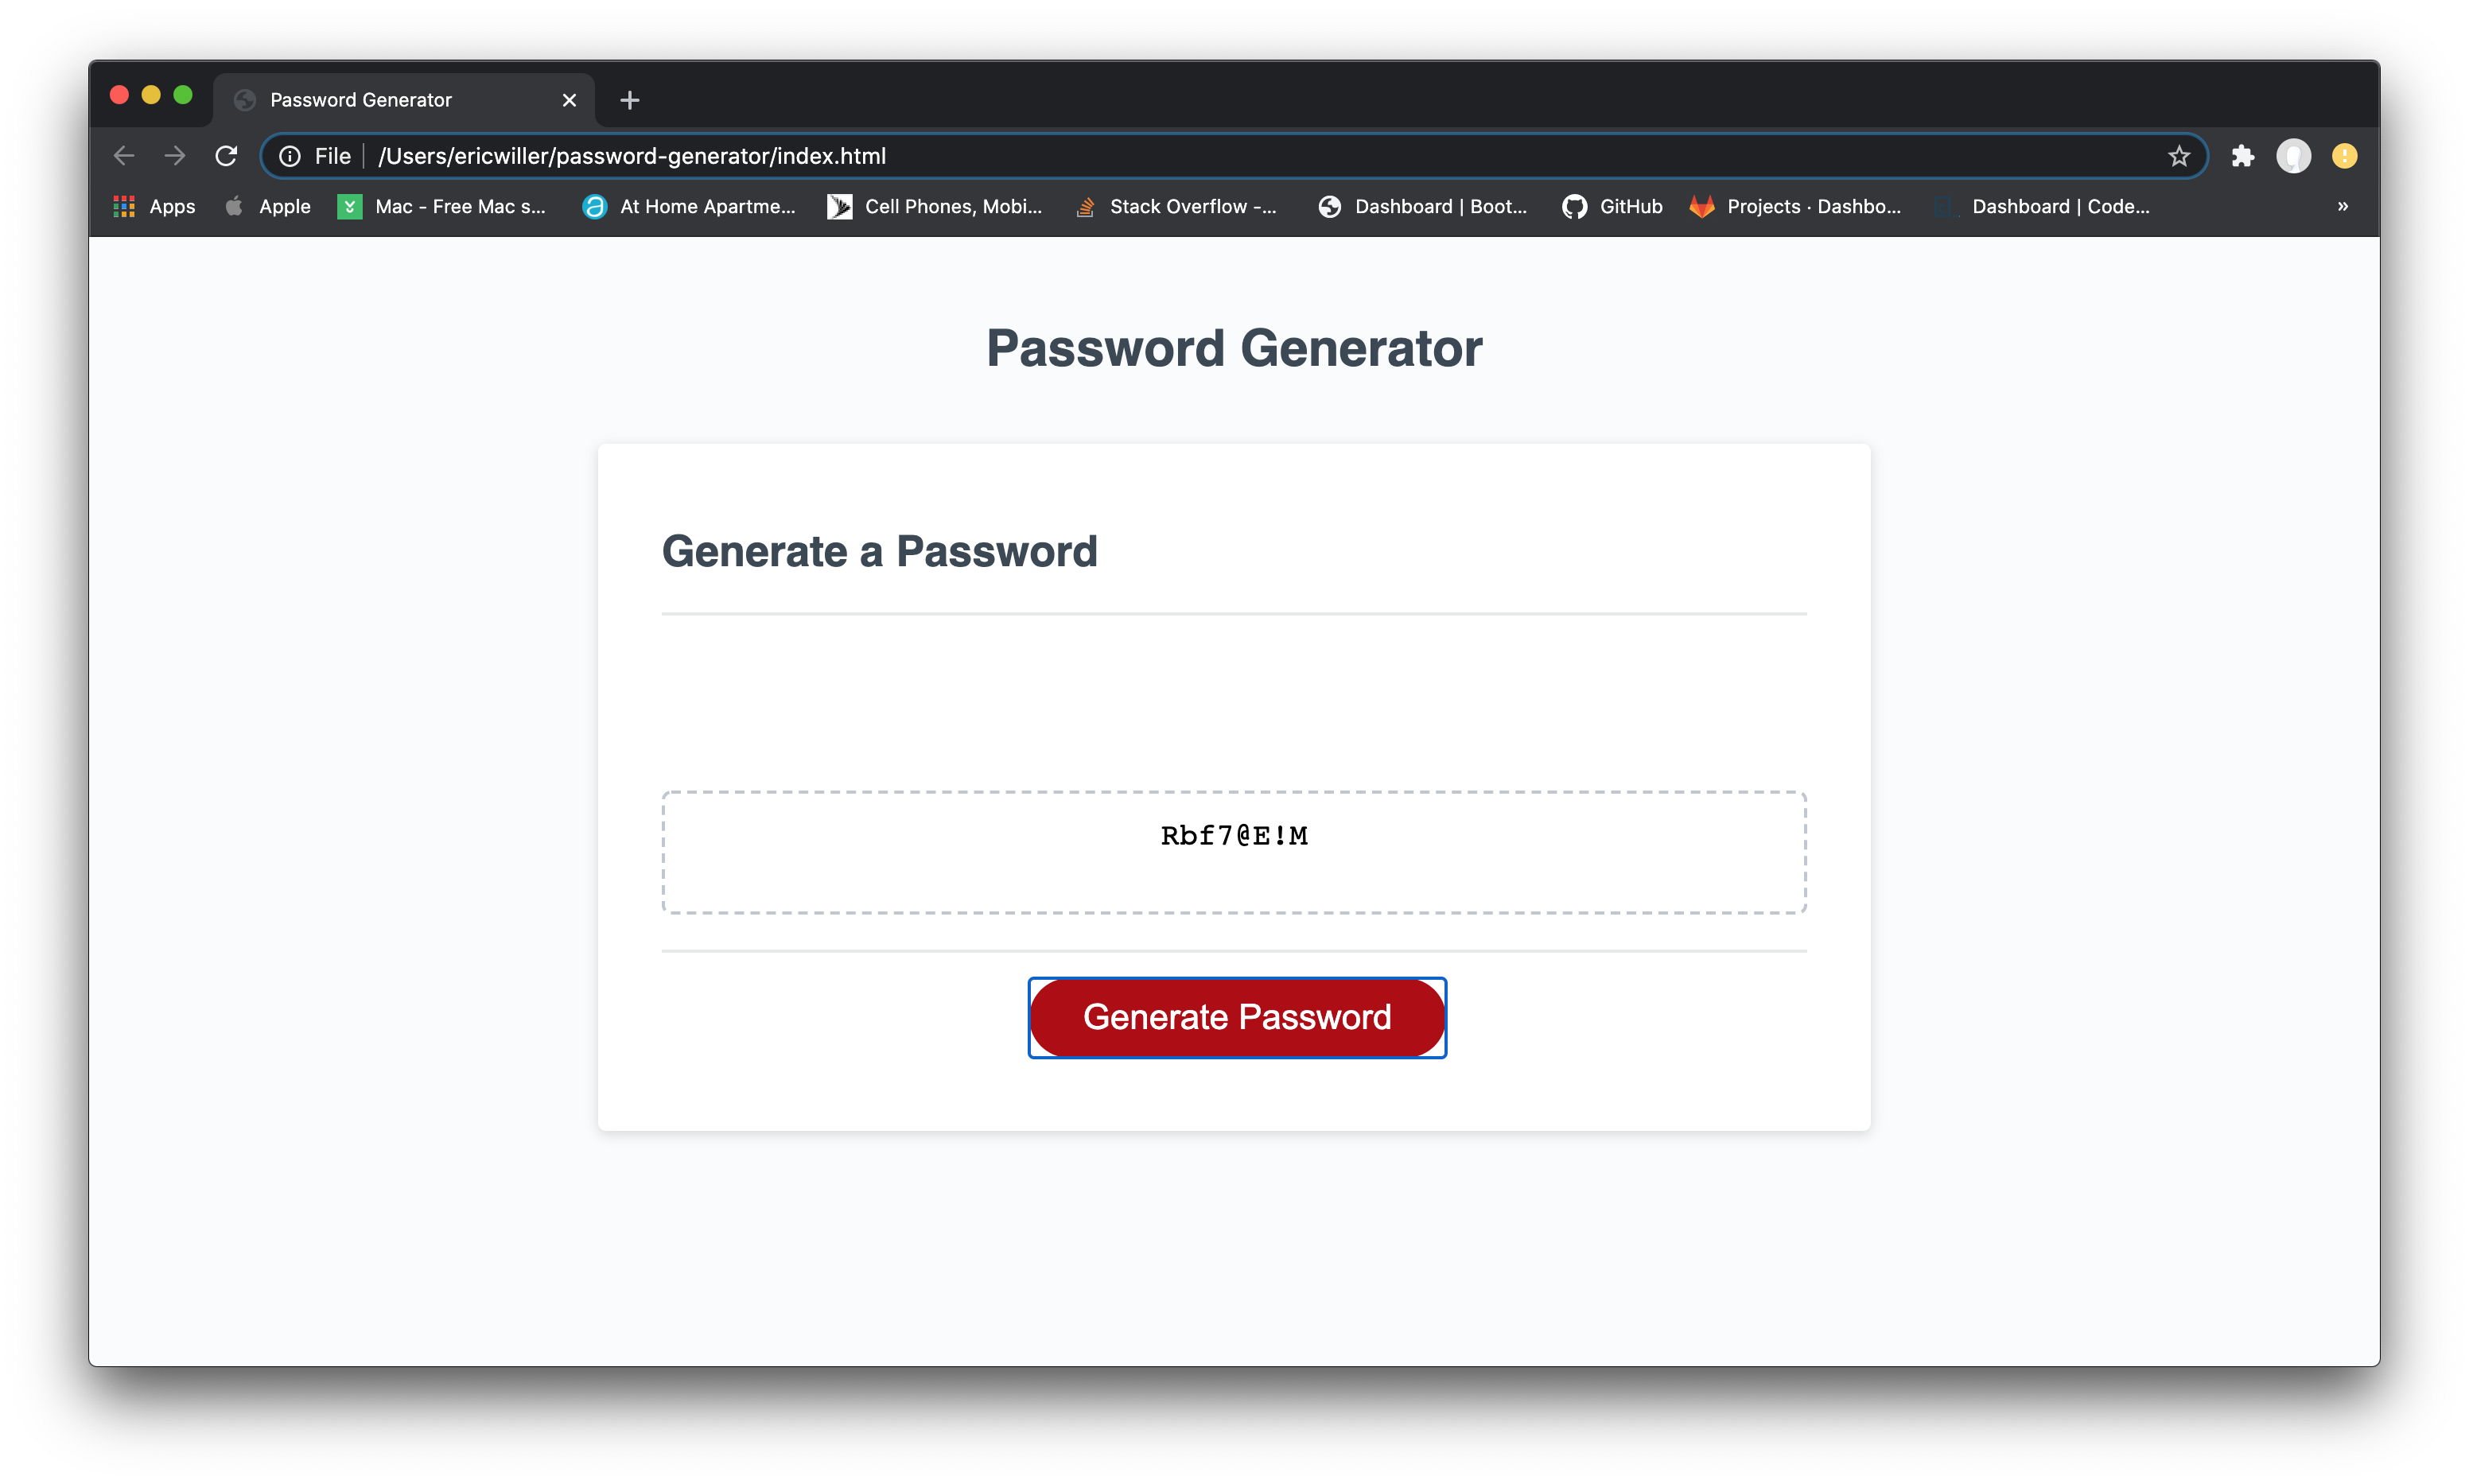 Password Generator
File | /Users/ericwiller/password-generator/index.html
Apps Apple Mac - Free Mac s... At Home Apartme... Cell Phones, Mobi... Stack Overflow -... Dashboard | Boot... GitHub Projects · Dashbo... Dashboard | Code... »
Password Generator
Generate a Password
Rbf7@E!M
Generate Password